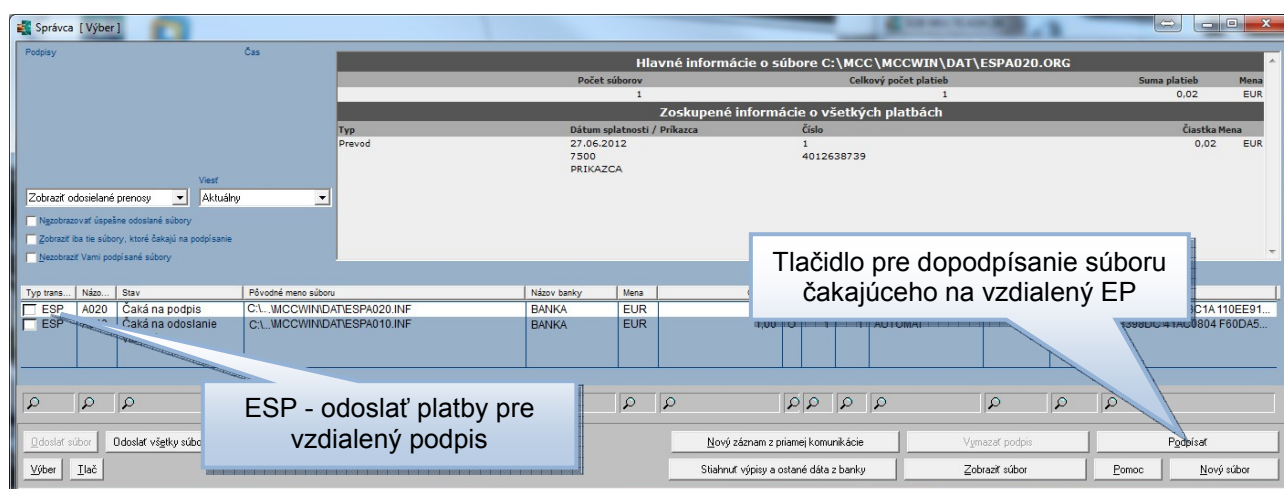 Správca [ Výber ]
Podpisy Čas
Hlavné informácie o súbore C:\MCC\MCCWIN\DAT\ESPA020.ORG
Počet súborov Celkový počet platieb Suma platieb Mena
1 1 0,02 EUR
Zoskupené informácie o všetkých platbách
Typ Dátum splatnosti / Príkazca Číslo Čiastka Mena
Prevod 27.06.2012 1 0,02 EUR
7500 4012638739
PRIKAZCA
Viesť
Zobraziť odosielané prenosy Aktuálny
Nezobrazovať úspešne odoslané súbory
Zobraziť iba tie súbory, ktoré čakajú na podpísanie
Nezobraziť Vami podpísané súbory
Tlačidlo pre dopodpísanie súboru
čakajúceho na vzdialený EP
Typ trans... Názo... Stav Pôvodné meno súboru Názov banky Mena
ESP A020 Čaká na podpis C:\...\MCCWIN\DAT\ESPA020.INF BANKA EUR 110EE91...
ESP Čaká na odoslanie C:\...\MCCWIN\DAT\ESPA010.INF BANKA EUR F60DA5...
ESP - odoslať platby pre
vzdialený podpis
Odoslať súbor Odoslať všetky súbo Nový záznam z priamej komunikácie Vymazať podpis Podpísať
Výber Tlač Stiahnuť výpisy a ostané dáta z banky Zobraziť súbor Pomoc Nový súbor